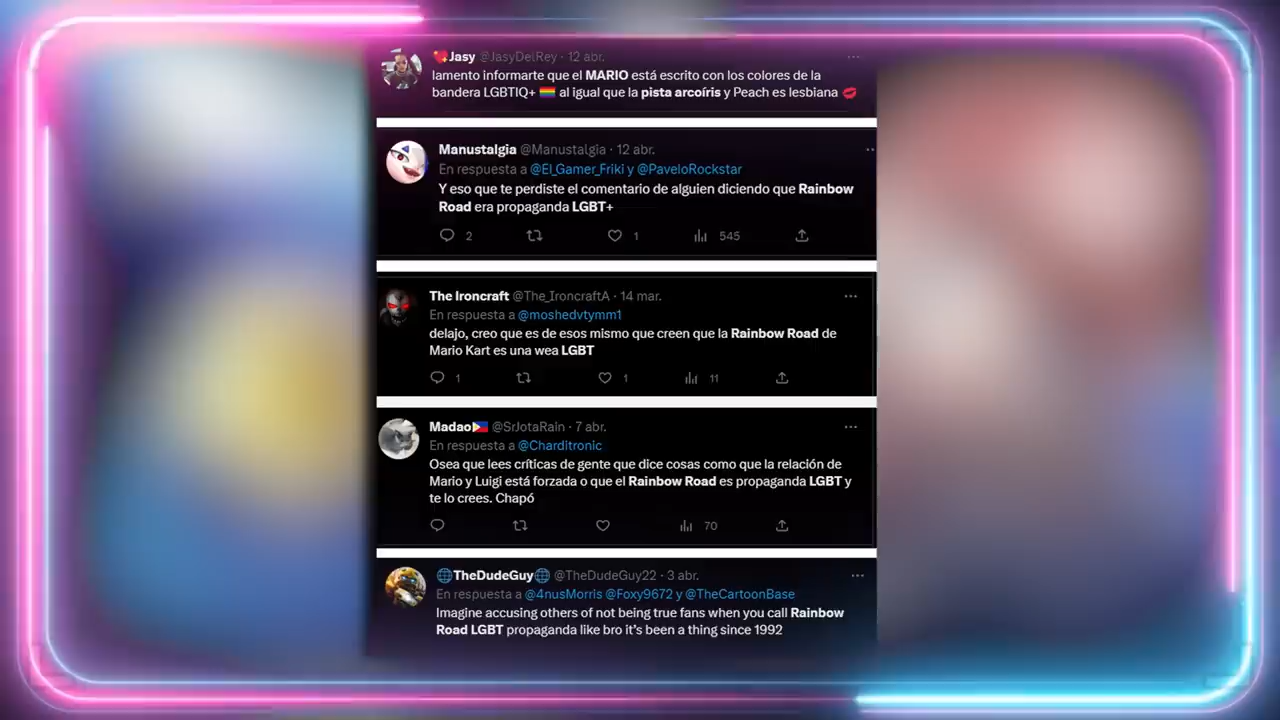 💖Jasy @JasyDelRey · 12 abr.
lamento informarte que el MARIO está escrito con los colores de la
bandera LGBTIQ+ 🏳️‍🌈 al igual que la pista arcoíris y Peach es lesbiana 💋
Manustalgia @Manustalgia · 12 abr.
En respuesta a @El_Gamer_Friki y @PaveloRockstar
Y eso que te perdiste el comentario de alguien diciendo que Rainbow
Road era propaganda LGBT+
2 1 545
The Ironcraft @The_IroncraftA · 14 mar.
En respuesta a @moshedvtymm1
delajo, creo que es de esos mismo que creen que la Rainbow Road de
Mario Kart es una wea LGBT
1 1 11
Madao🇵🇭 @SrJotaRain · 7 abr.
En respuesta a @Charditronic
Osea que lees críticas de gente que dice cosas como que la relación de
Mario y Luigi está forzada o que el Rainbow Road es propaganda LGBT y
te lo crees. Chapó
70
🌐TheDudeGuy🌐 @TheDudeGuy22 · 3 abr.
En respuesta a @4nusMorris @Foxy9672 y @TheCartoonBase
Imagine accusing others of not being true fans when you call Rainbow
Road LGBT propaganda like bro it's been a thing since 1992